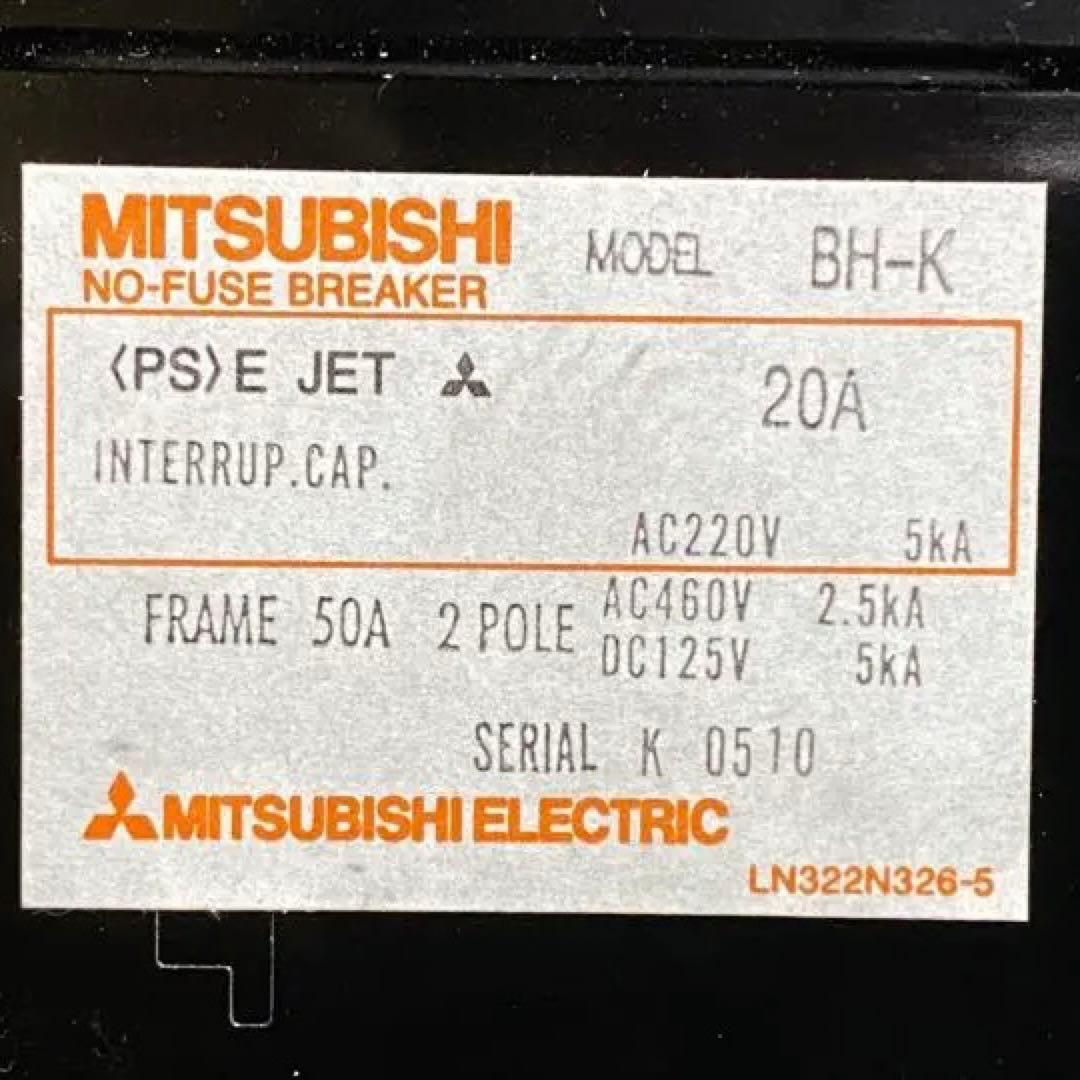 MITSUBISHI MODEL BH-K
NO-FUSE BREAKER
<PS>E JET 20A
INTERRUP.CAP.
AC220V 5kA
FRAME 50A 2 POLE AC460V 2.5kA
DC125V 5kA
SERIAL K 0510
MITSUBISHI ELECTRIC
LN322N326-5